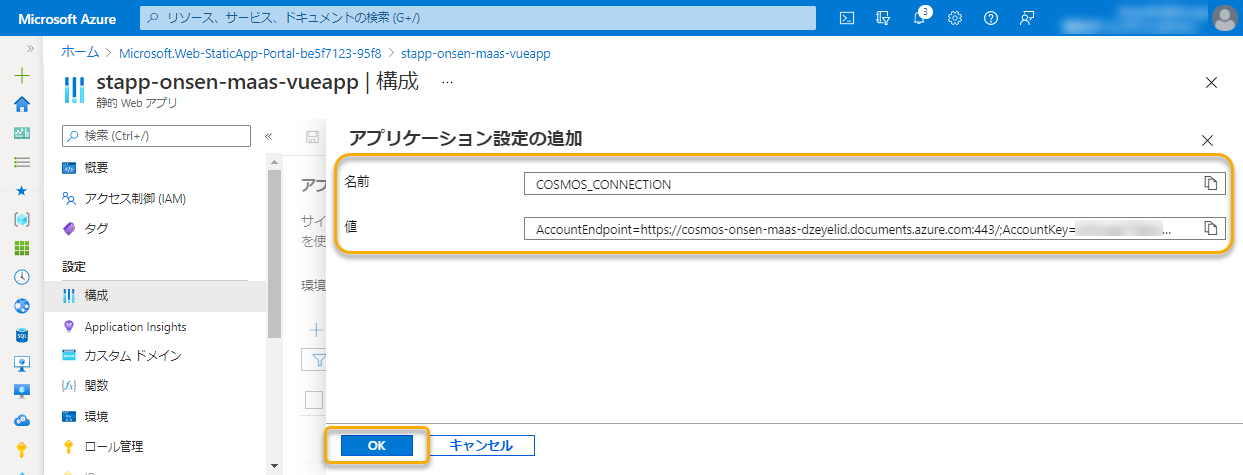 Microsoft Azure
リソース、サービス、ドキュメントの検索 (G+/)
3
ホーム > Microsoft.Web-StaticApp-Portal-be5f7123-95f8 > stapp-onsen-maas-vueapp
stapp-onsen-maas-vueapp | 構成 ...
静的 Web アプリ
検索 (Ctrl+/)
概要
アクセス制御 (IAM)
タグ
設定
構成
Application Insights
カスタム ドメイン
関数
環境
ロール管理
アプ
サイ
を使
環境
アプリケーション設定の追加
名前
COSMOS_CONNECTION
値
AccountEndpoint=https://cosmos-onsen-maas-dzeyelid.documents.azure.com:443/;AccountKey=
...
OK
キャンセル